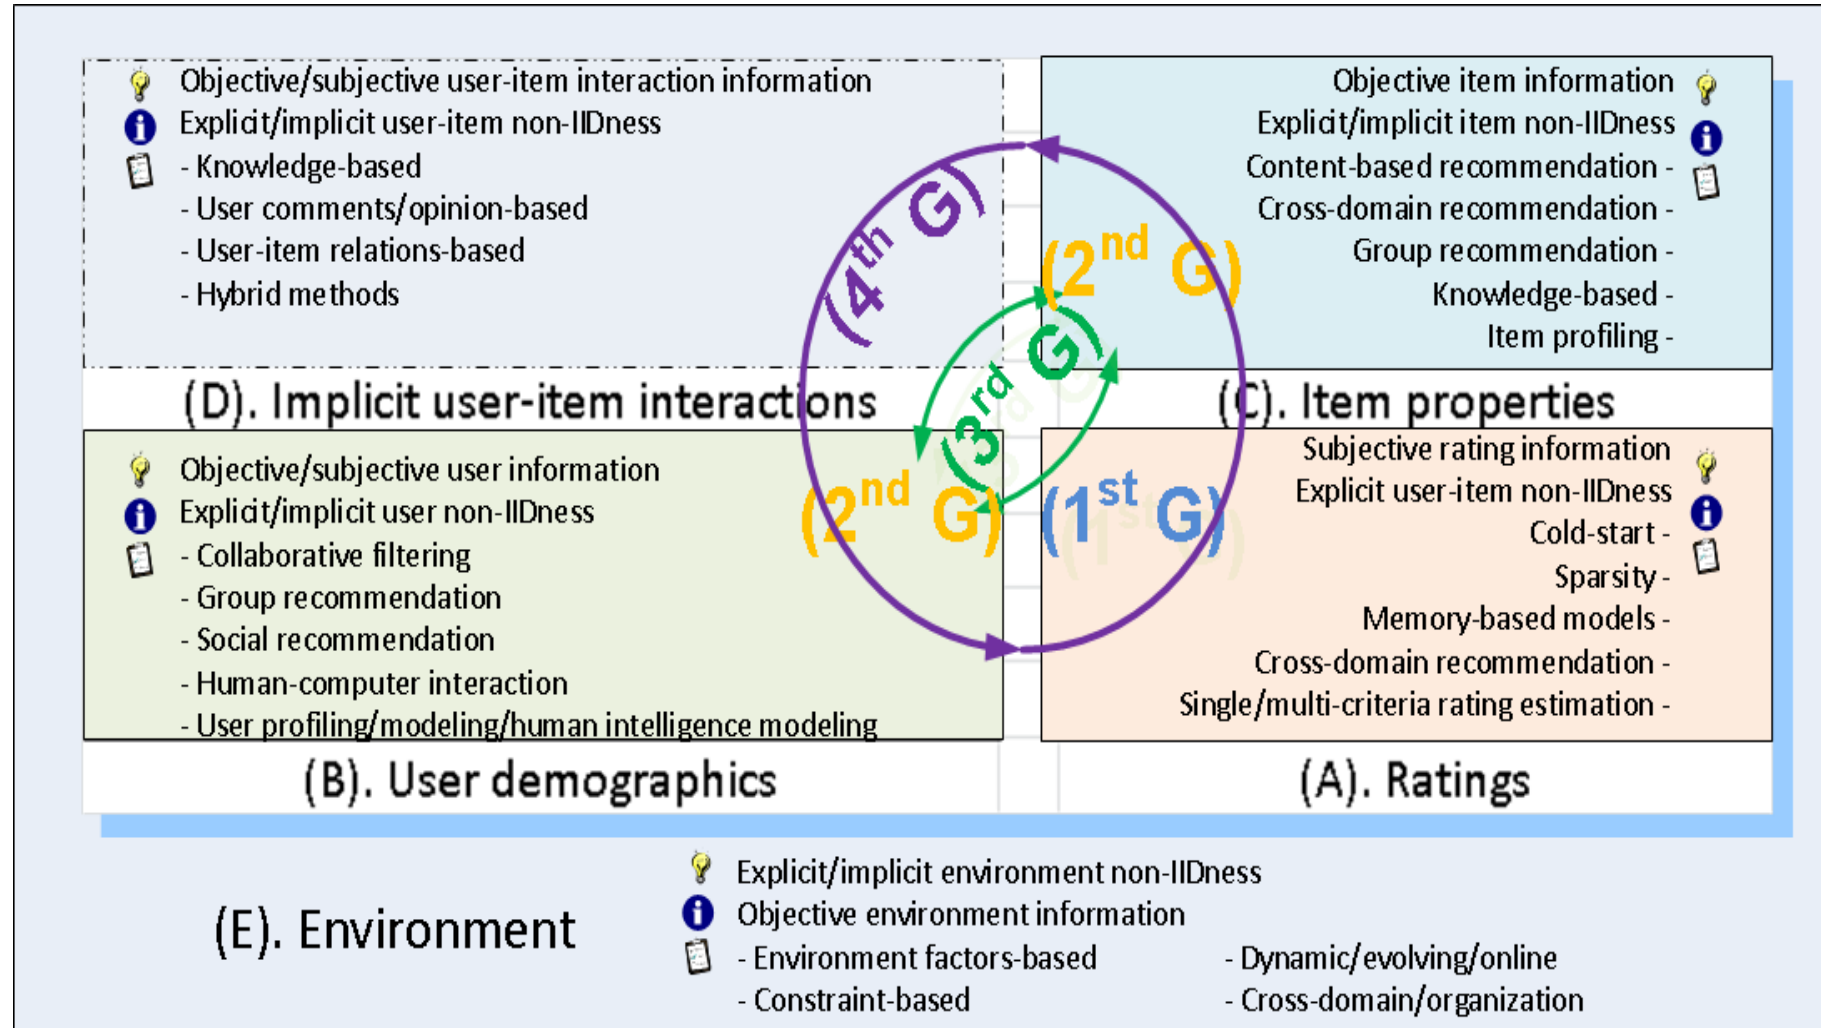 Objective/subjective user-item interaction information
Explicit/implicit user-item non-IIDness
- Knowledge-based
- User comments/opinion-based
- User-item relations-based
- Hybrid methods
(D). Implicit user-item interactions
Objective item information
Explicit/implicit item non-IIDness
Content-based recommendation -
Cross-domain recommendation -
Group recommendation -
Knowledge-based -
Item profiling -
(C). Item properties
(4th G)
(2nd G)
(3rd G)
(2nd G)
(1st G)
Objective/subjective user information
Explicit/implicit user non-IIDness
- Collaborative filtering
- Group recommendation
- Social recommendation
- Human-computer interaction
- User profiling/modeling/human intelligence modeling
(B). User demographics
Subjective rating information
Explicit user-item non-IIDness
Cold-start -
Sparsity -
Memory-based models -
Cross-domain recommendation -
Single/multi-criteria rating estimation -
(A). Ratings
(E). Environment
Explicit/implicit environment non-IIDness
Objective environment information
- Environment factors-based
- Constraint-based
- Dynamic/evolving/online
- Cross-domain/organization